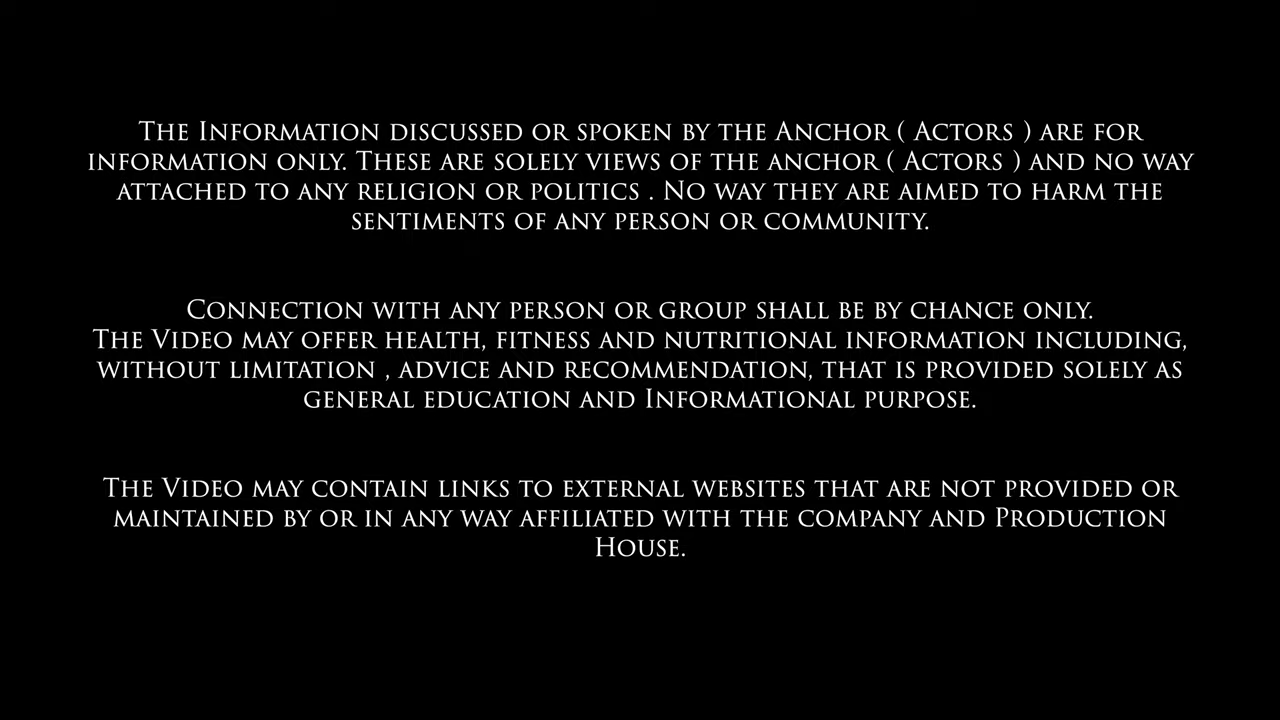 The Information discussed or spoken by the Anchor ( Actors ) are for
information only. These are solely views of the anchor ( Actors ) and no way
attached to any religion or politics . No way they are aimed to harm the
sentiments of any person or community.
Connection with any person or group shall be by chance only.
The Video may offer health, fitness and nutritional information including,
without limitation , advice and recommendation, that is provided solely as
general education and Informational purpose.
The Video may contain links to external websites that are not provided or
maintained by or in any way affiliated with the company and Production
House.